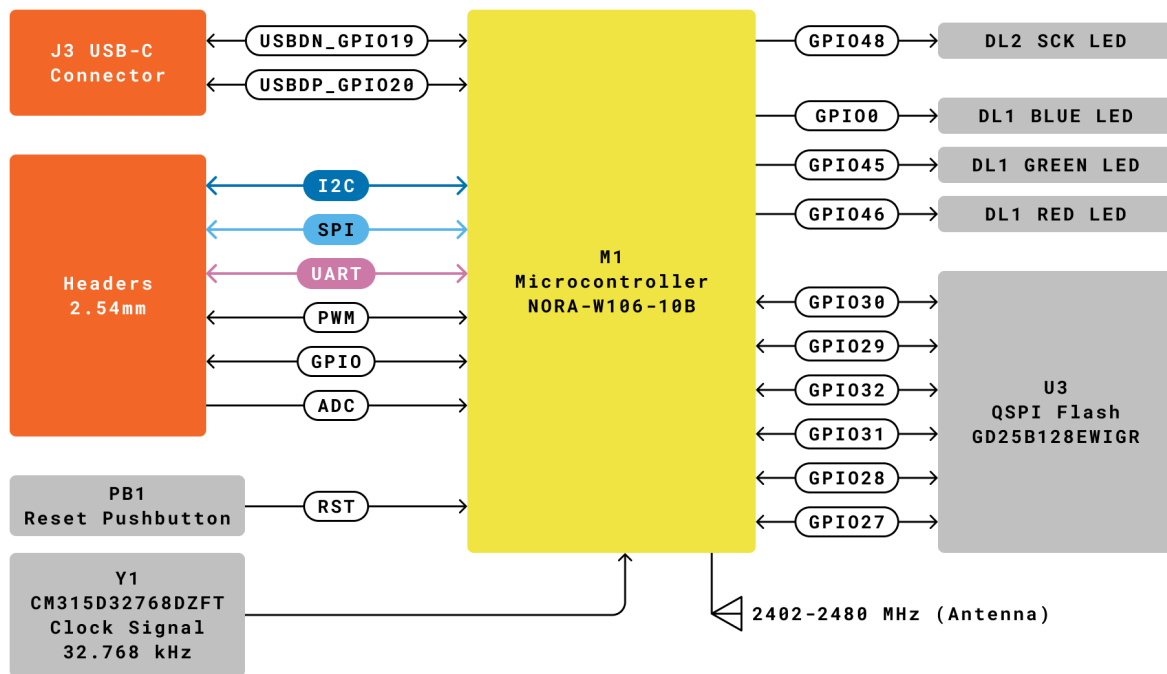 J3 USB-C
Connector
USBDN_GPIO19
USBDP_GPIO20
Headers
2.54mm
I2C
SPI
UART
PWM
GPIO
ADC
PB1
Reset Pushbutton
RST
Y1
CM315D32768DZFT
Clock Signal
32.768 kHz
M1
Microcontroller
NORA-W106-10B
GPIO48
DL2 SCK LED
GPIO0
DL1 BLUE LED
GPIO45
DL1 GREEN LED
GPIO46
DL1 RED LED
GPIO30
GPIO29
GPIO32
GPIO31
GPIO28
GPIO27
U3
QSPI Flash
GD25B128EWIGR
2402-2480 MHz (Antenna)